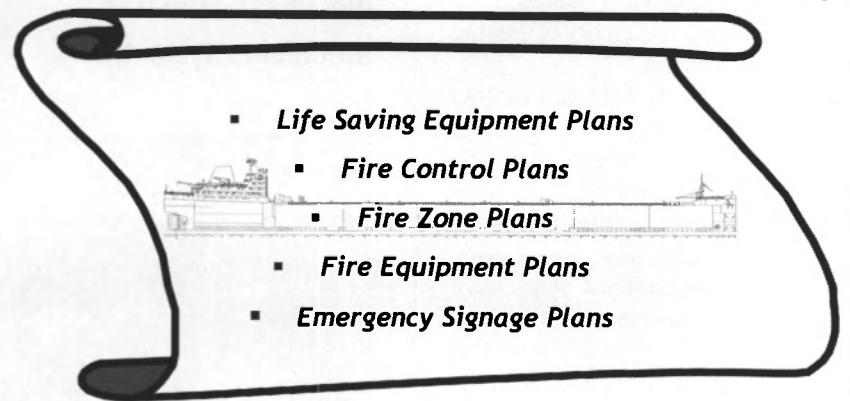 ▪ Life Saving Equipment Plans
▪ Fire Control Plans
▪ Fire Zone Plans
▪ Fire Equipment Plans
▪ Emergency Signage Plans